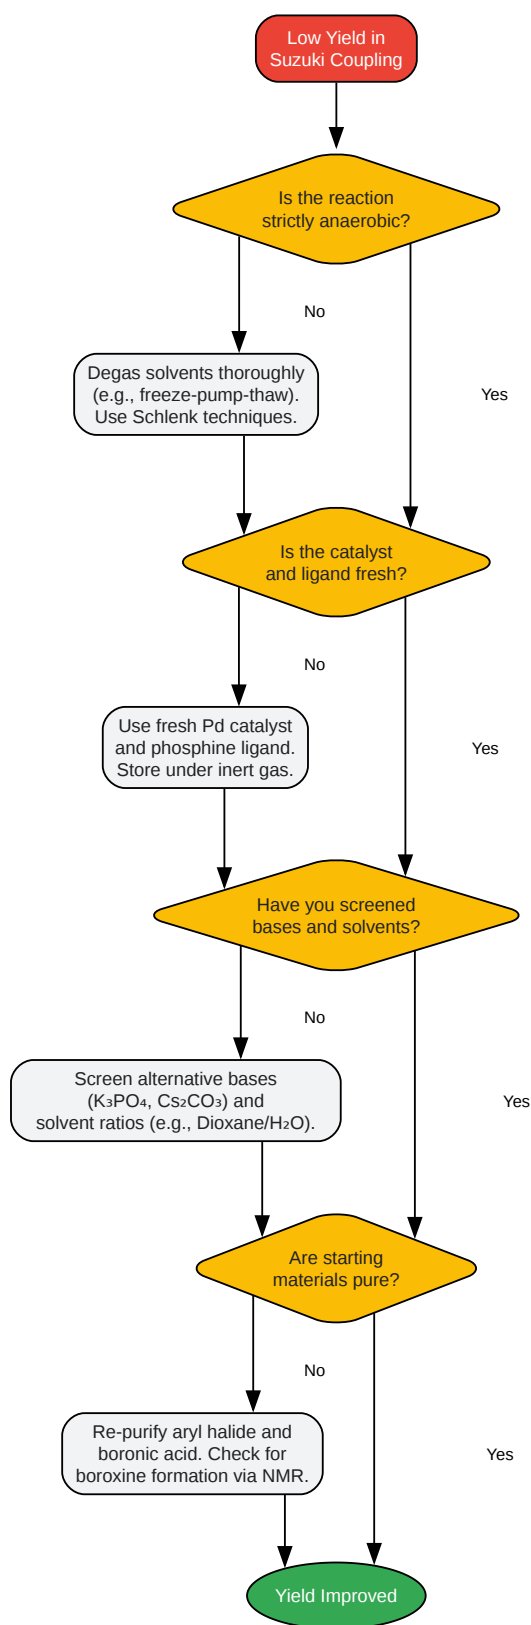 Low Yield in
Suzuki Coupling
Is the reaction
strictly anaerobic?
No
Degas solvents thoroughly
(e.g., freeze-pump-thaw).
Use Schlenk techniques.
Yes
Is the catalyst
and ligand fresh?
No
Use fresh Pd catalyst
and phosphine ligand.
Store under inert gas.
Yes
Have you screened
bases and solvents?
No
Screen alternative bases
(K₃PO₄, Cs₂CO₃) and
solvent ratios (e.g., Dioxane/H₂O).
Yes
Are starting
materials pure?
No
Re-purify aryl halide and
boronic acid. Check for
boroxine formation via NMR.
Yes
Yield Improved